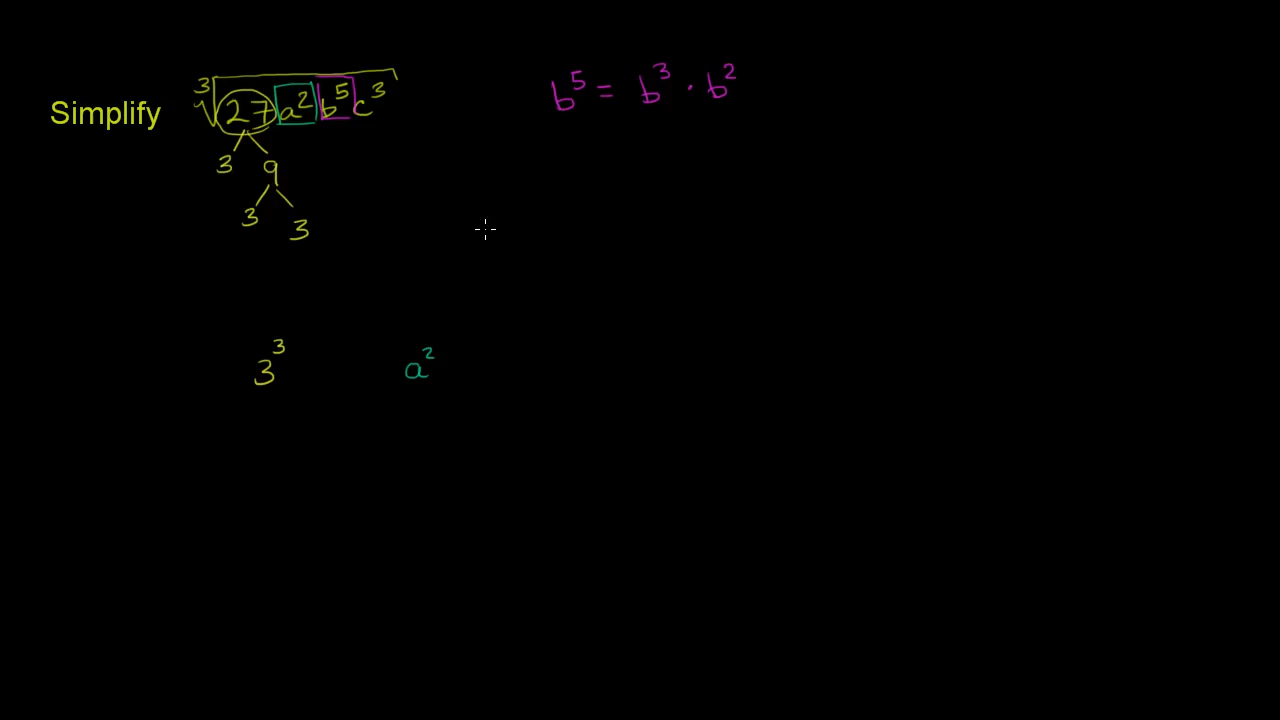 Simplify ∛(27a²b⁵c³)
b⁵ = b³ · b²
3 9
3 3
3³ a²